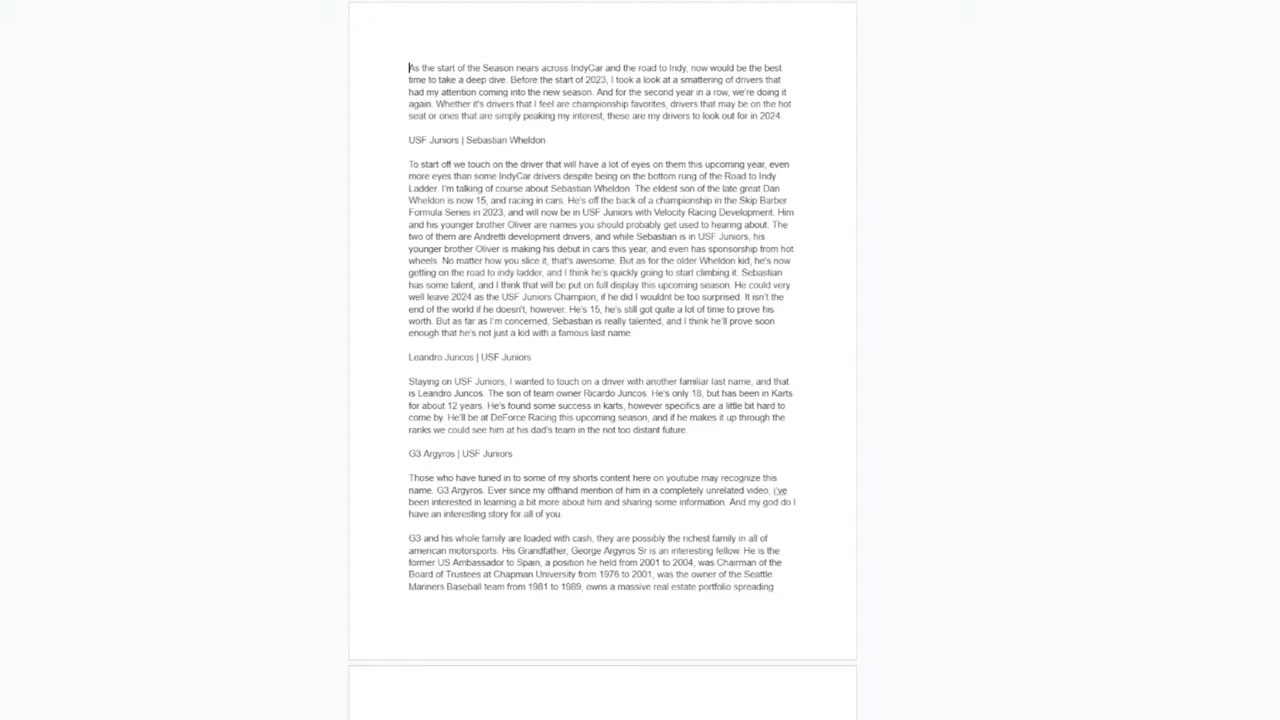 As the start of the Season nears across IndyCar and the road to Indy, now would be the best
time to take a deep dive. Before the start of 2023, I took a look at a smattering of drivers that
had my attention coming into the new season. And for the second year in a row, we're doing it
again. Whether it's drivers that I feel are championship favorites, drivers that may be on the hot
seat or ones that are simply peaking my interest, these are my drivers to look out for in 2024.
USF Juniors | Sebastian Wheldon
To start off we touch on the driver that will have a lot of eyes on them this upcoming year, even
more eyes than some IndyCar drivers despite being on the bottom rung of the Road to Indy
Ladder. I'm talking of course about Sebastian Wheldon. The eldest son of the late great Dan
Wheldon is now 15, and racing in cars. He's off the back of a championship in the Skip Barber
Formula Series in 2023, and will now be in USF Juniors with Velocity Racing Development. Him
and his younger brother Oliver are names you should probably get used to hearing about. The
two of them are Andretti development drivers, and while Sebastian is in USF Juniors, his
younger brother Oliver is making his debut in cars this year, and even has sponsorship from hot
wheels. No matter how you slice it, that's awesome. But as for the older Wheldon kid, he's now
getting on the road to indy ladder, and I think he's quickly going to start climbing it. Sebastian
has some talent, and I think that will be put on full display this upcoming season. He could very
well leave 2024 as the USF Juniors Champion, if he did I wouldnt be too surprised. It isn't the
end of the world if he doesn't, however. He's 15, he's still got quite a lot of time to prove his
worth. But as far as I'm concerned, Sebastian is really talented, and I think he'll prove soon
enough that he's not just a kid with a famous last name.
Leandro Juncos | USF Juniors
Staying on USF Juniors, I wanted to touch on a driver with another familiar last name, and that
is Leandro Juncos. The son of team owner Ricardo Juncos. He's only 18, but has been in Karts
for about 12 years. He's found some success in karts, however specifics are a little bit hard to
come by. He'll be at DeForce Racing this upcoming season, and if he makes it up through the
ranks we could see him at his dad's team in the not too distant future.
G3 Argyros | USF Juniors
Those who have tuned in to some of my shorts content here on youtube may recognize this
name. G3 Argyros. Ever since my offhand mention of him in a completely unrelated video, i've
been interested in learning a bit more about him and sharing some information. And my god do I
have an interesting story for all of you.
G3 and his whole family are loaded with cash, they are possibly the richest family in all of
american motorsports. His Grandfather, George Argyros Sr is an interesting fellow. He is the
former US Ambassador to Spain, a position he held from 2001 to 2004, was Chairman of the
Board of Trustees at Chapman University from 1976 to 2001, was the owner of the Seattle
Mariners Baseball team from 1981 to 1989, owns a massive real estate portfolio spreading